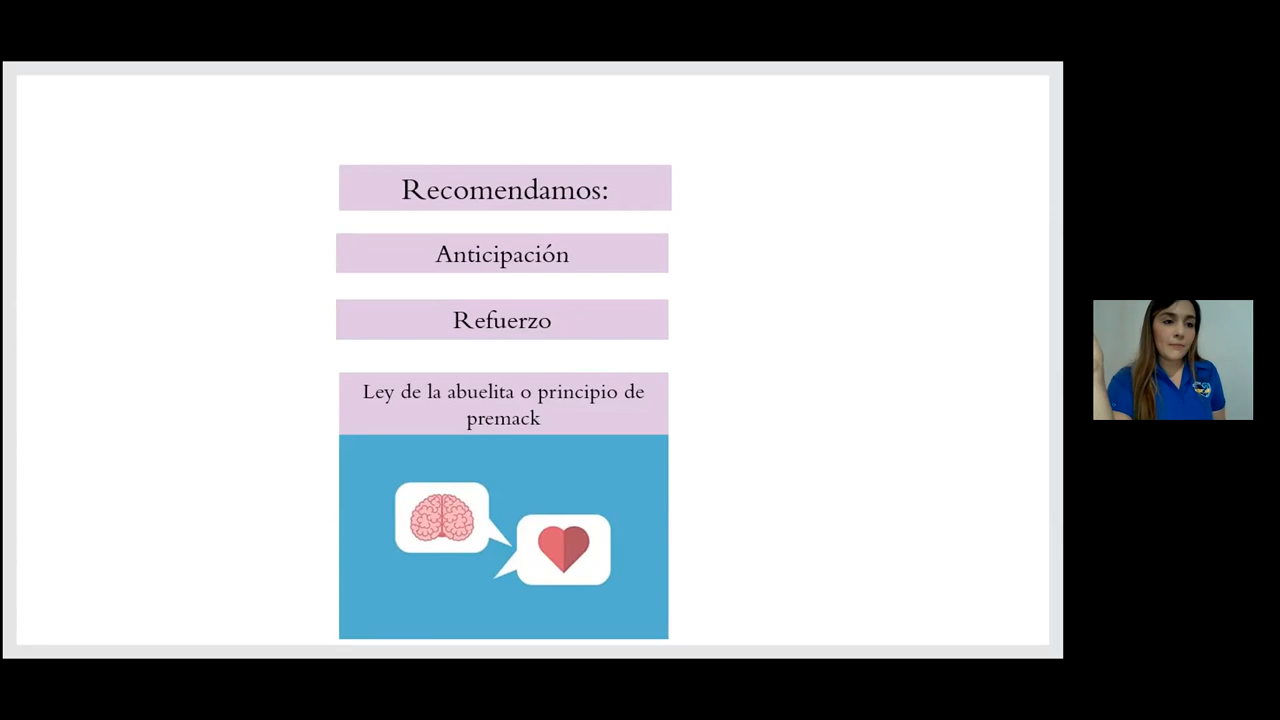 Recomendamos:
Anticipación
Refuerzo
Ley de la abuelita o principio de
premack